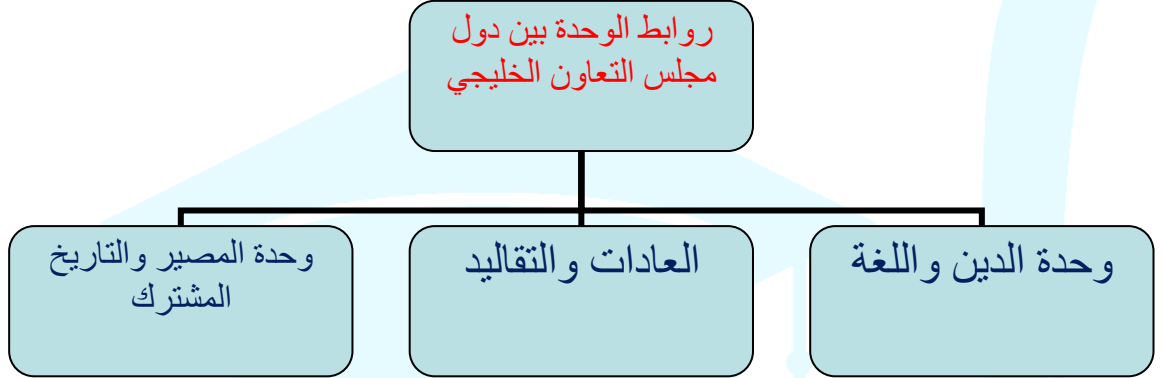 روابط الوحدة بين دول
مجلس التعاون الخليجي
وحدة الدين واللغة
العادات والتقاليد
وحدة المصير والتاريخ
المشترك